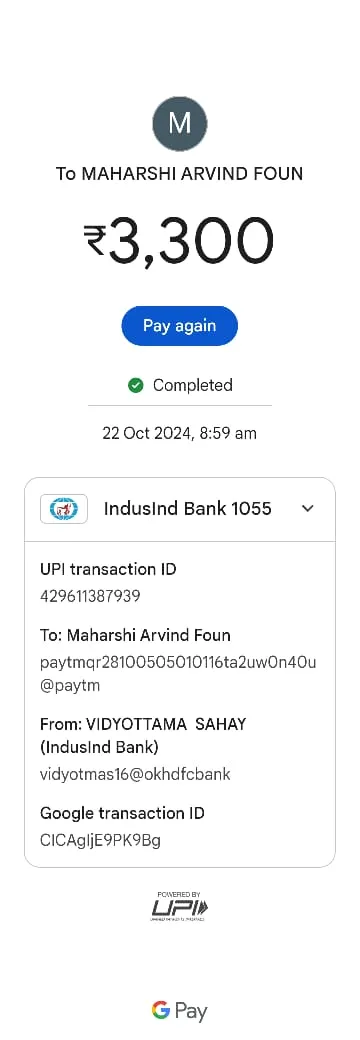 M
To MAHARSHI ARVIND FOUN
₹3,300
Pay again
Completed
22 Oct 2024, 8:59 am
IndusInd Bank 1055
UPI transaction ID
429611387939
To: Maharshi Arvind Foun
paytmqr28100505010116ta2uw0n40u
@paytm
From: VIDYOTTAMA SAHAY
(IndusInd Bank)
vidyotmas16@okhdfcbank
Google transaction ID
CICAgIjE9PK9Bg
POWERED BY
UPI
G Pay